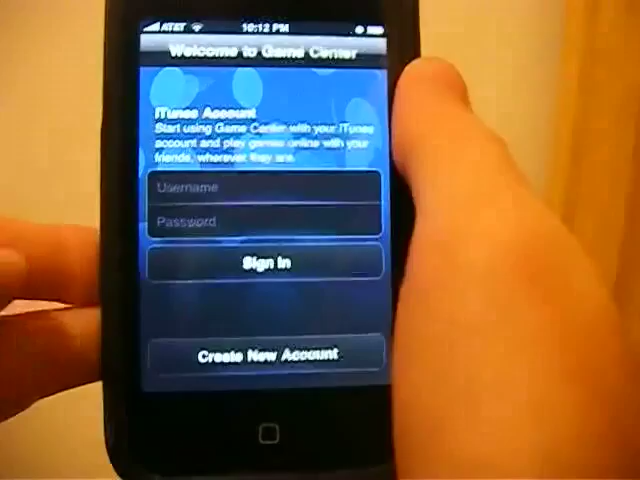 AT&T 10:12 PM
Welcome to Game Center
iTunes Account
Start using Game Center with your iTunes
account and play games online with your
friends, wherever they are.
Username
Password
Sign In
Create New Account